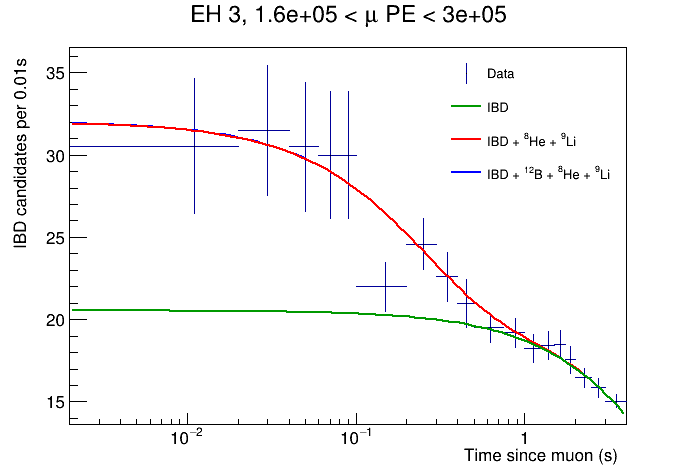 EH 3, 1.6e+05 < μ PE < 3e+05
IBD candidates per 0.01s
35
30
25
20
15
Data
IBD
IBD + ⁸He + ⁹Li
IBD + ¹²B + ⁸He + ⁹Li
10⁻² 10⁻¹ 1
Time since muon (s)